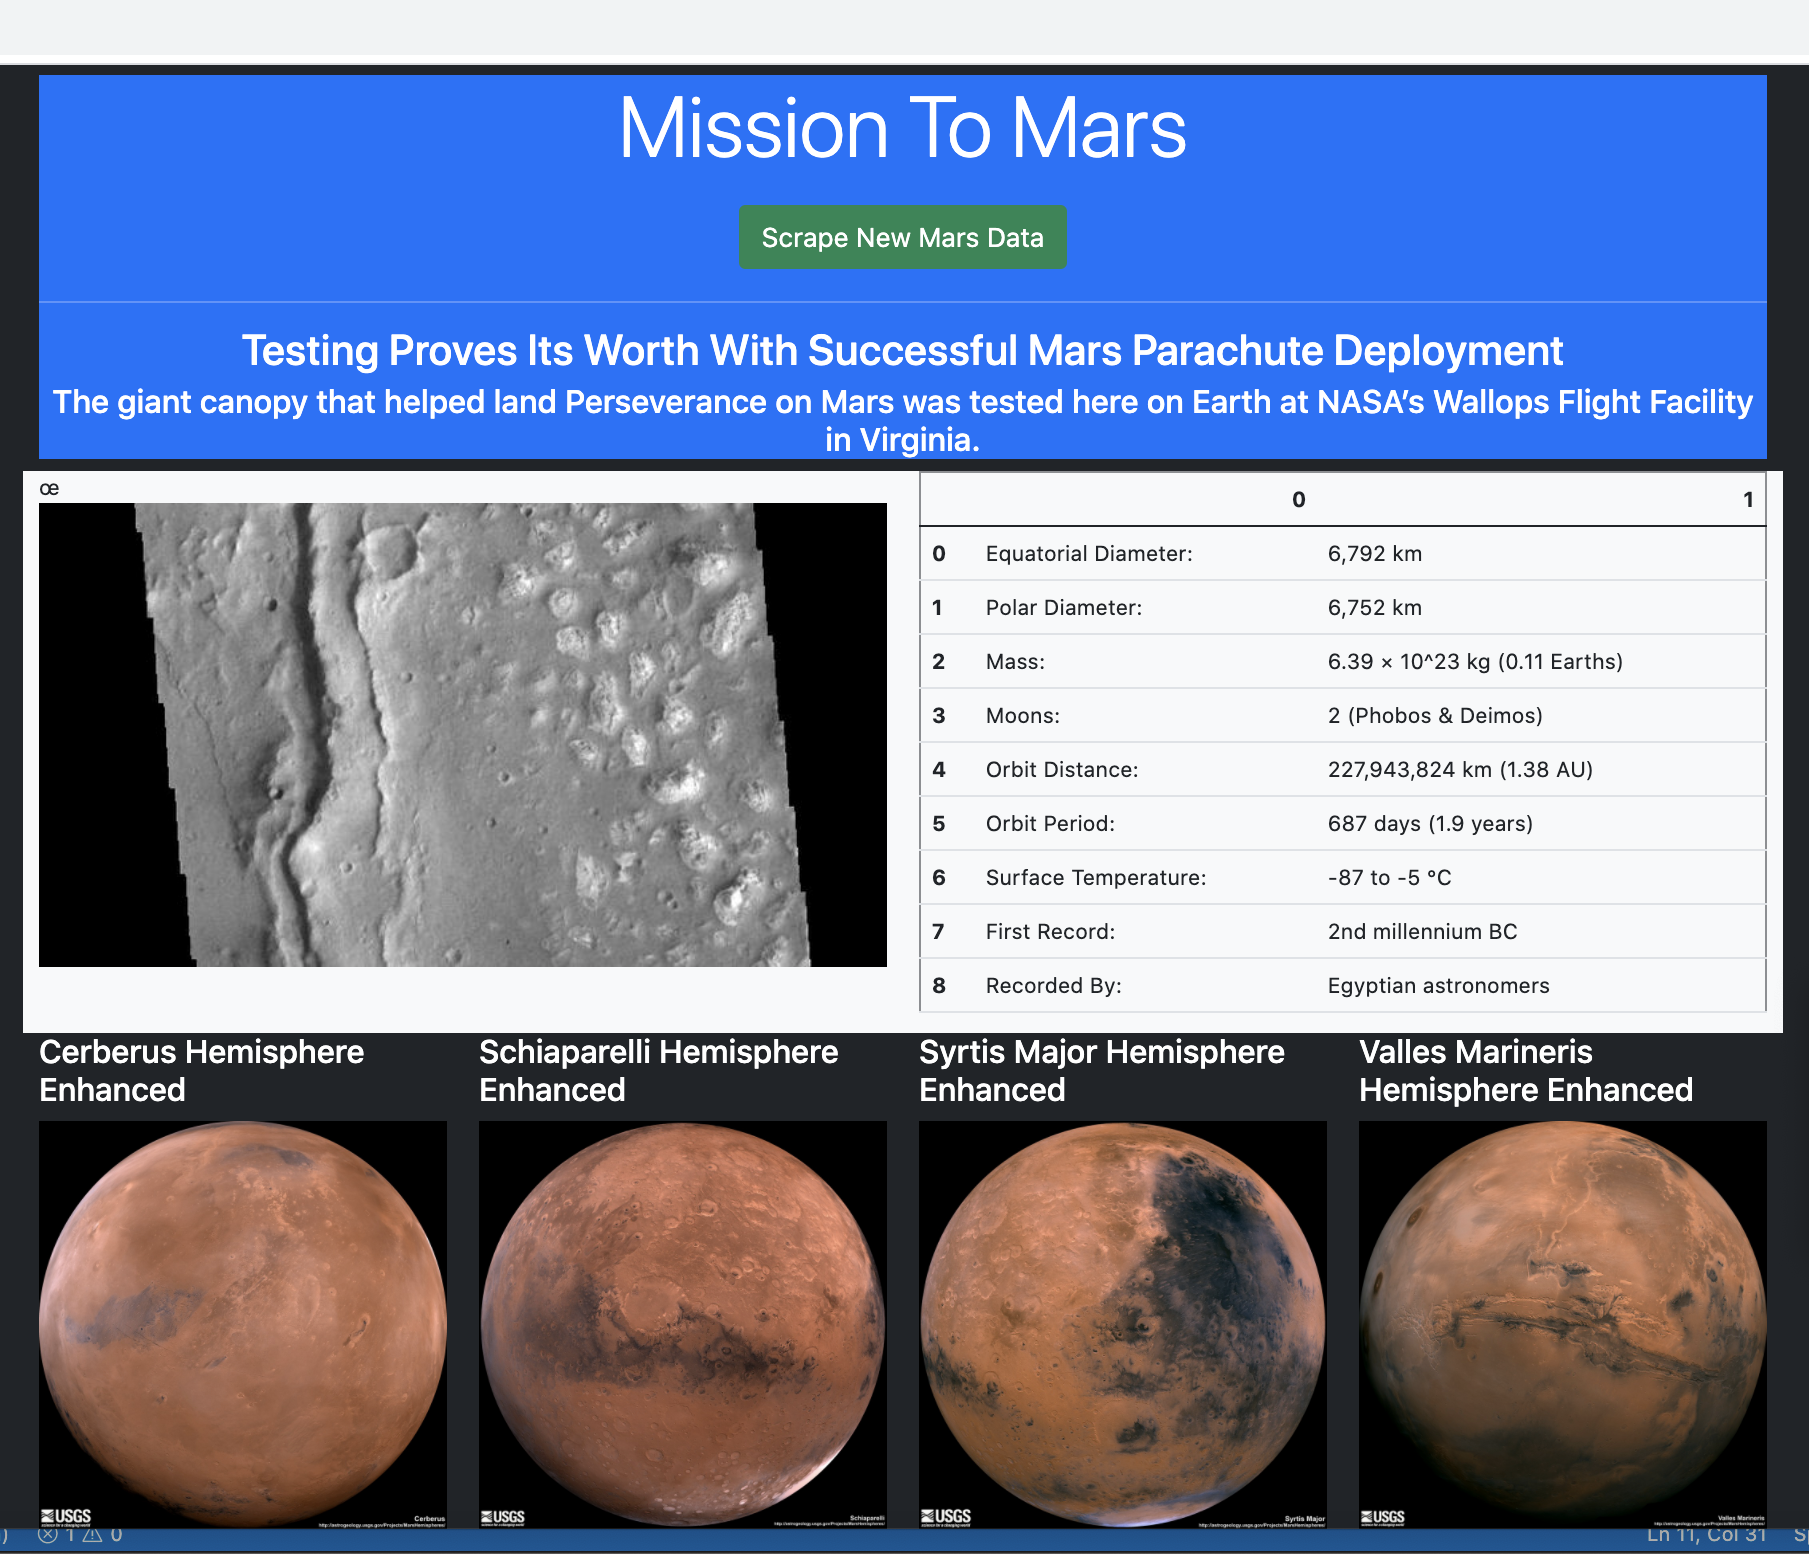 Mission To Mars
Scrape New Mars Data
Testing Proves Its Worth With Successful Mars Parachute Deployment
The giant canopy that helped land Perseverance on Mars was tested here on Earth at NASA’s Wallops Flight Facility
in Virginia.
œ
0 1
0 Equatorial Diameter: 6,792 km
1 Polar Diameter: 6,752 km
2 Mass: 6.39 × 10^23 kg (0.11 Earths)
3 Moons: 2 (Phobos & Deimos)
4 Orbit Distance: 227,943,824 km (1.38 AU)
5 Orbit Period: 687 days (1.9 years)
6 Surface Temperature: -87 to -5 °C
7 First Record: 2nd millennium BC
8 Recorded By: Egyptian astronomers
Cerberus Hemisphere
Enhanced
Schiaparelli Hemisphere
Enhanced
Syrtis Major Hemisphere
Enhanced
Valles Marineris
Hemisphere Enhanced
USGS
Cerberus
USGS
Schiaparelli
USGS
Syrtis Major
USGS
Valles Marineris
) 1 0 Ln 11, Col 31